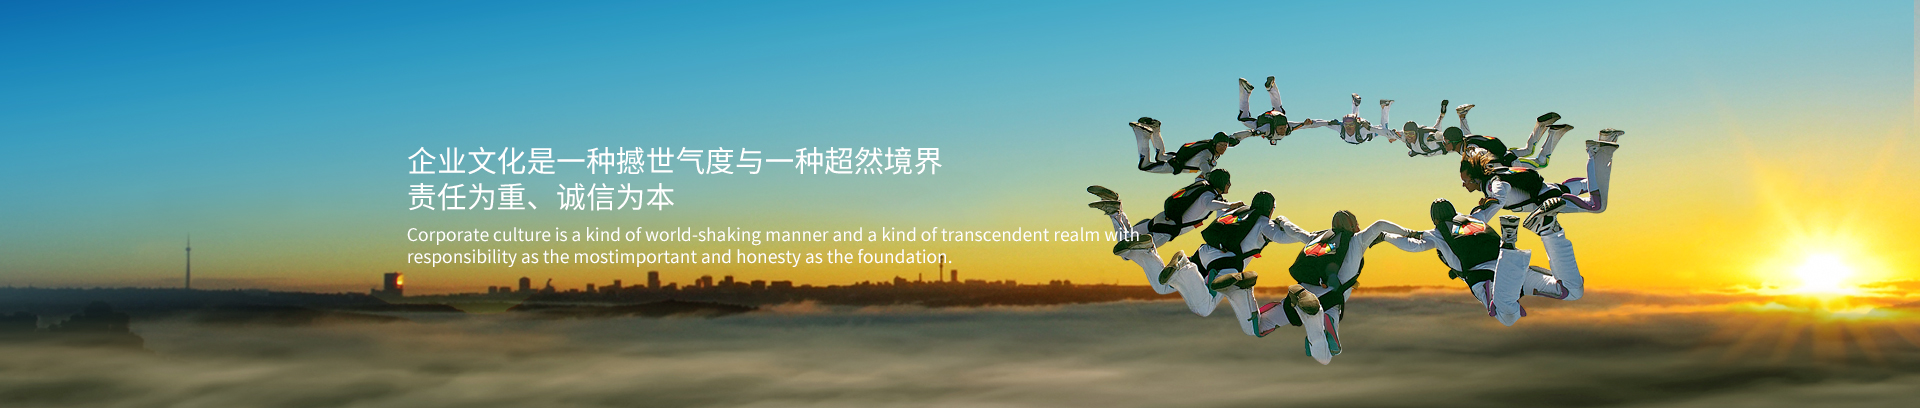 企业文化是一种撼世气度与一种超然境界
责任为重、诚信为本
Corporate culture is a kind of world-shaking manner and a kind of transcendent realm with
responsibility as the mostimportant and honesty as the foundation.